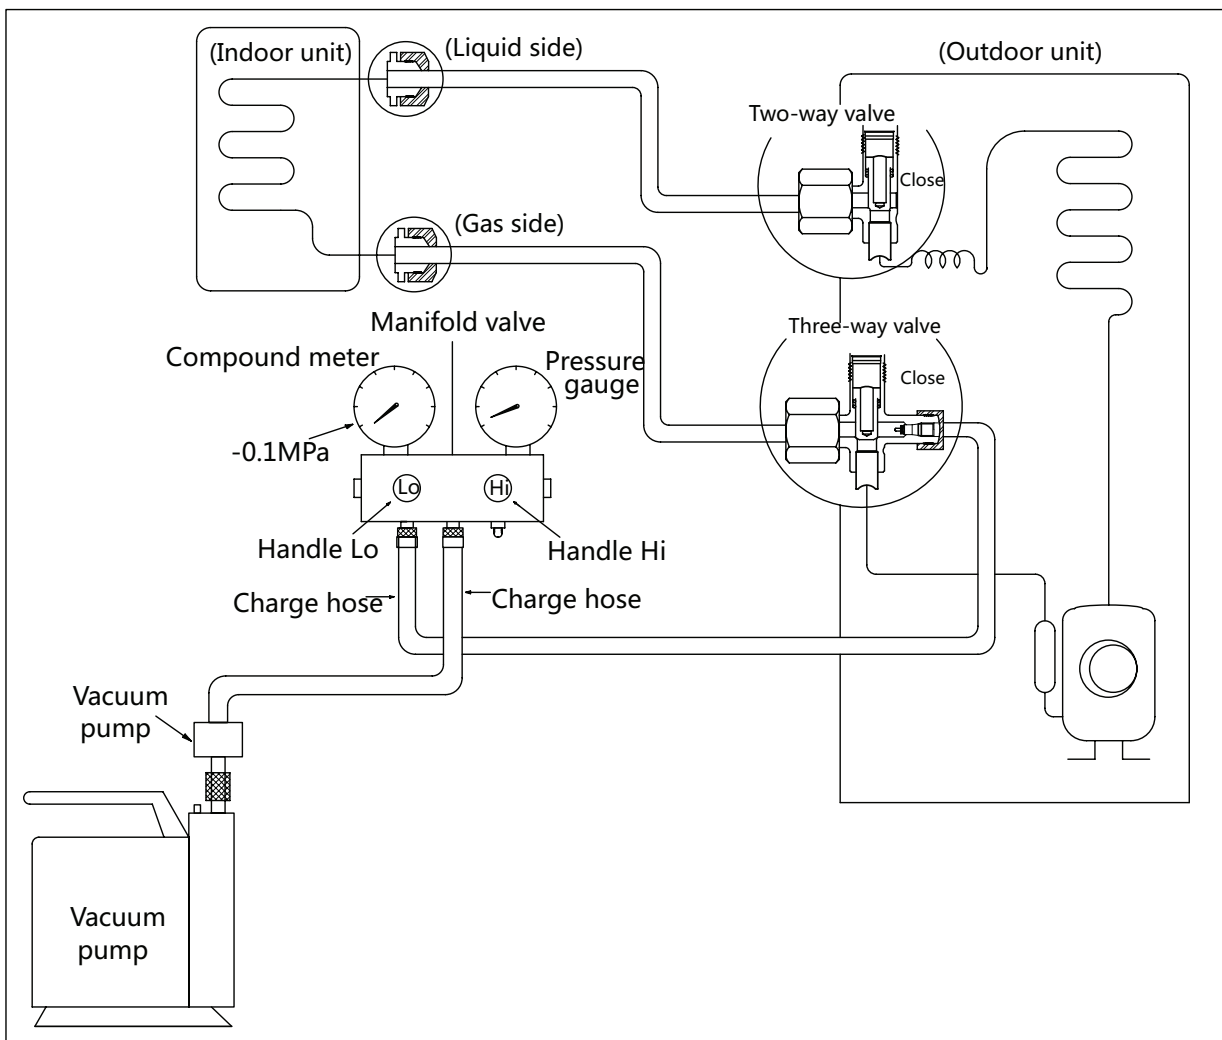 (Indoor unit)
(Liquid side)
(Outdoor unit)
Two-way valve
Close
(Gas side)
Manifold valve
Three-way valve
Compound meter
Pressure
gauge
Close
-0.1MPa
Lo
Hi
Handle Lo
Handle Hi
Charge hose
Charge hose
Vacuum
pump
Vacuum
pump